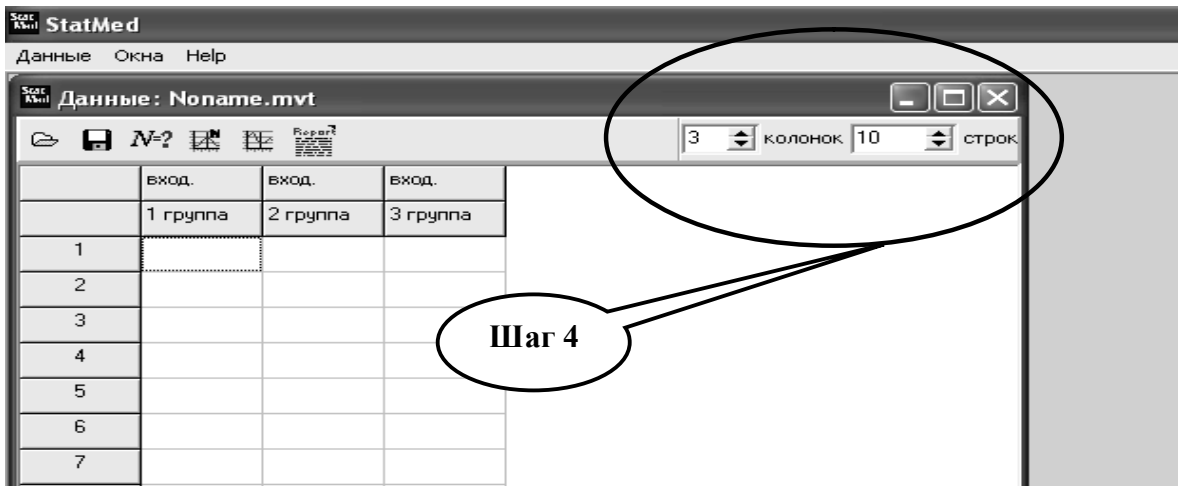 StatMed
Данные Окна Help
Данные: Noname.mvt
N=? Report 3 колонок 10 строк
вход. вход. вход.
1 группа 2 группа 3 группа
1
2
3
4
5
6
7
Шаг 4